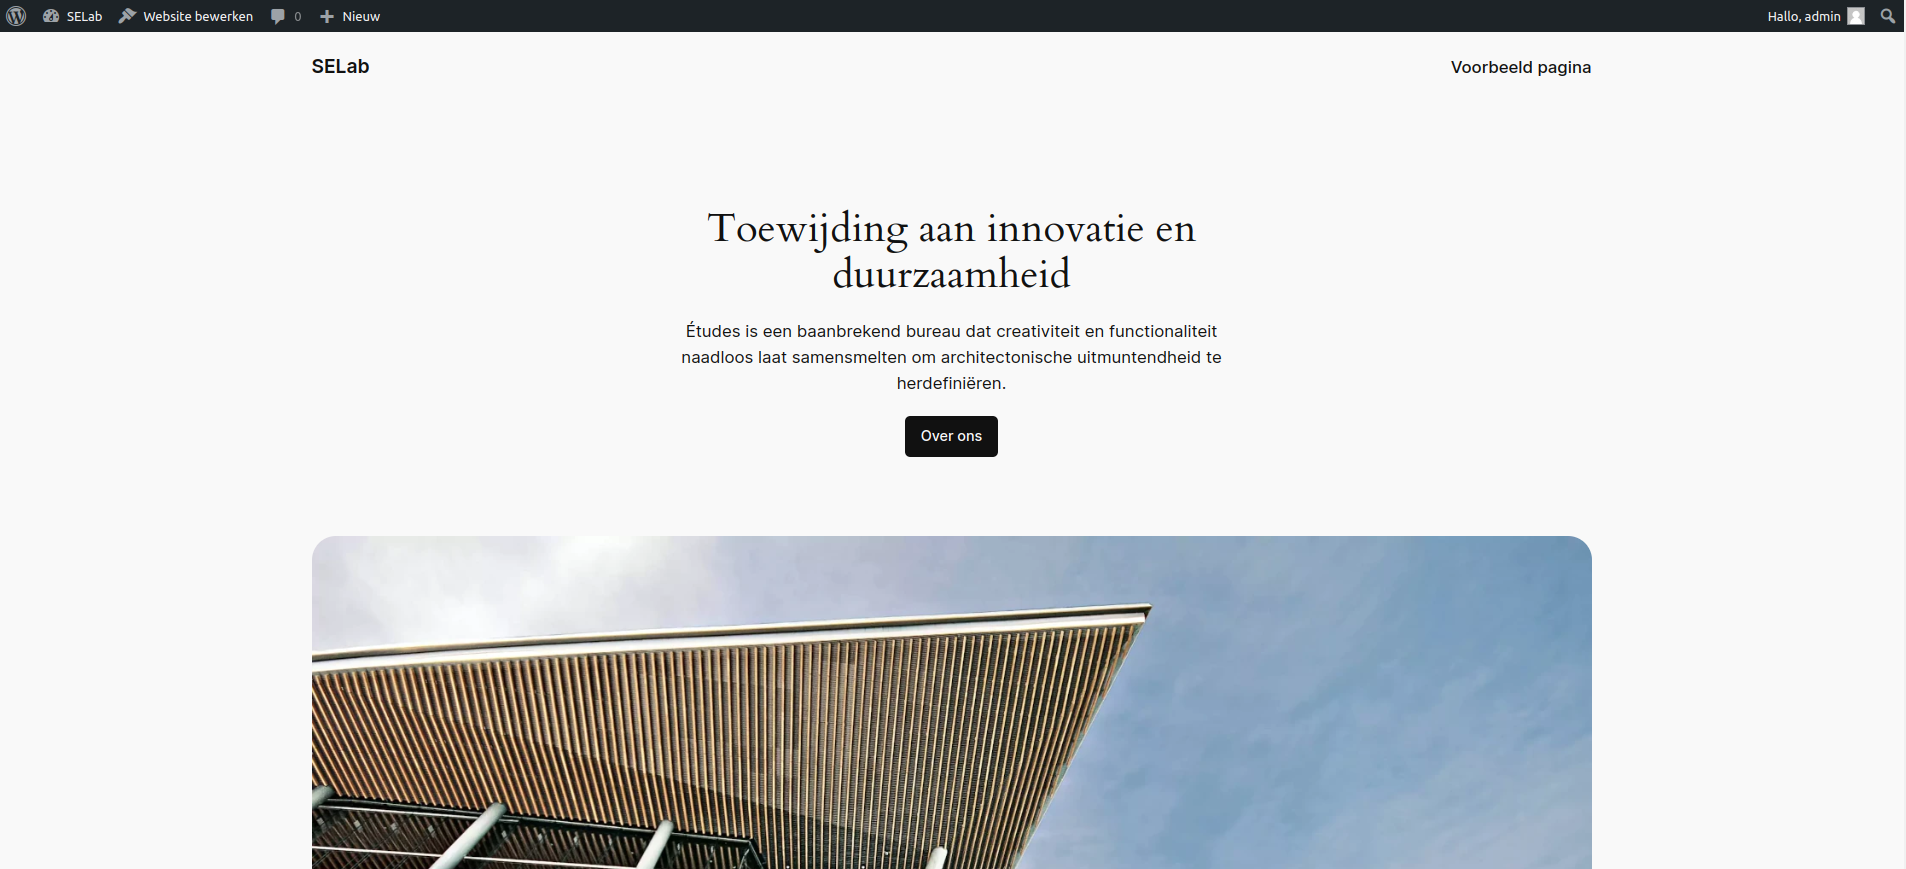 SELab
Website bewerken
0
Nieuw
Hallo, admin
SELab
Voorbeeld pagina
Toewijding aan innovatie en
duurzaamheid
Études is een baanbrekend bureau dat creativiteit en functionaliteit
naadloos laat samensmelten om architectonische uitmuntendheid te
herdefiniëren.
Over ons